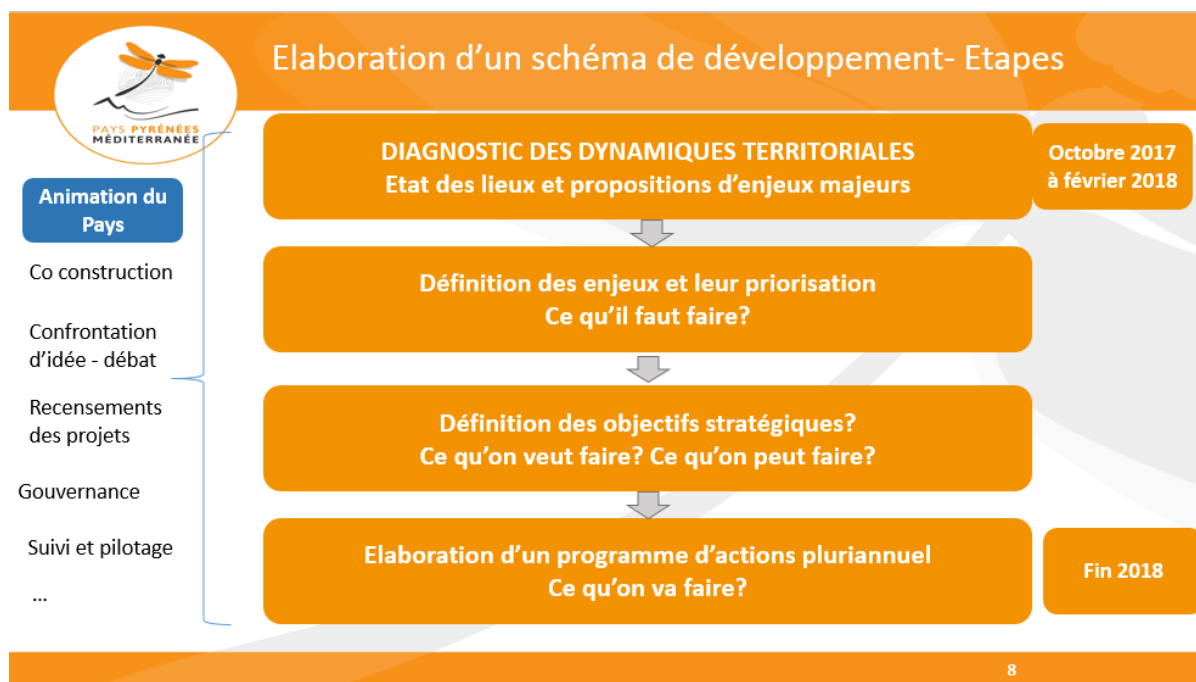 Elaboration d'un schéma de développement- Etapes
PAYS PYRÉNÉES
MÉDITERRANÉE
Animation du
Pays
Co construction
Confrontation
d'idée - débat
Recensements
des projets
Gouvernance
Suivi et pilotage
...
DIAGNOSTIC DES DYNAMIQUES TERRITORIALES
Etat des lieux et propositions d'enjeux majeurs
Octobre 2017
à février 2018
Définition des enjeux et leur priorisation
Ce qu'il faut faire?
Définition des objectifs stratégiques?
Ce qu'on veut faire? Ce qu'on peut faire?
Elaboration d'un programme d'actions pluriannuel
Ce qu'on va faire?
Fin 2018
8